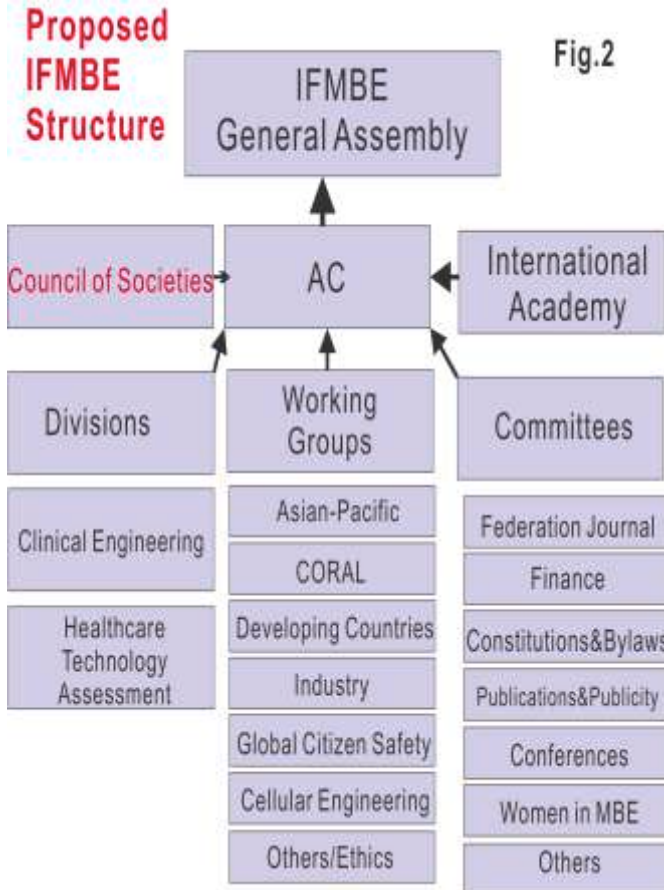 Proposed
IFMBE
Structure
Fig.2
IFMBE
General Assembly
Council of Societies
AC
International
Academy
Divisions
Clinical Engineering
Healthcare
Technology
Assessment
Working
Groups
Asian-Pacific
CORAL
Developing Countries
Industry
Global Citizen Safety
Cellular Engineering
Others/Ethics
Committees
Federation Journal
Finance
Constitutions&Bylaws
Publications&Publicity
Conferences
Women in MBE
Others